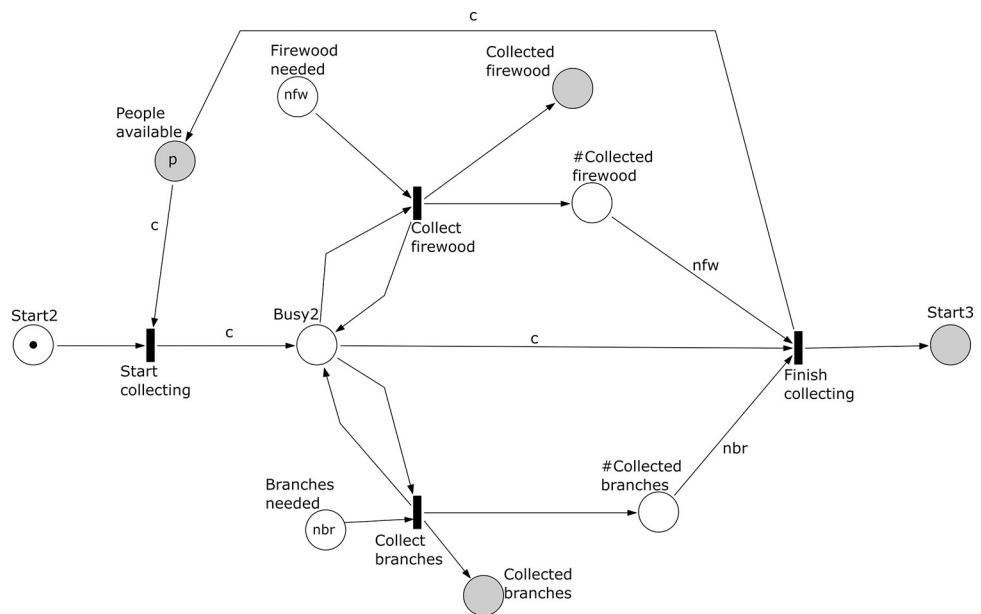 c
Firewood
needed
nfw
Collected
firewood
People
available
p
#Collected
firewood
c
Collect
firewood
nfw
Start2
Busy2
c
c
Start3
Start
collecting
Finish
collecting
nbr
#Collected
branches
Branches
needed
nbr
Collect
branches
Collected
branches